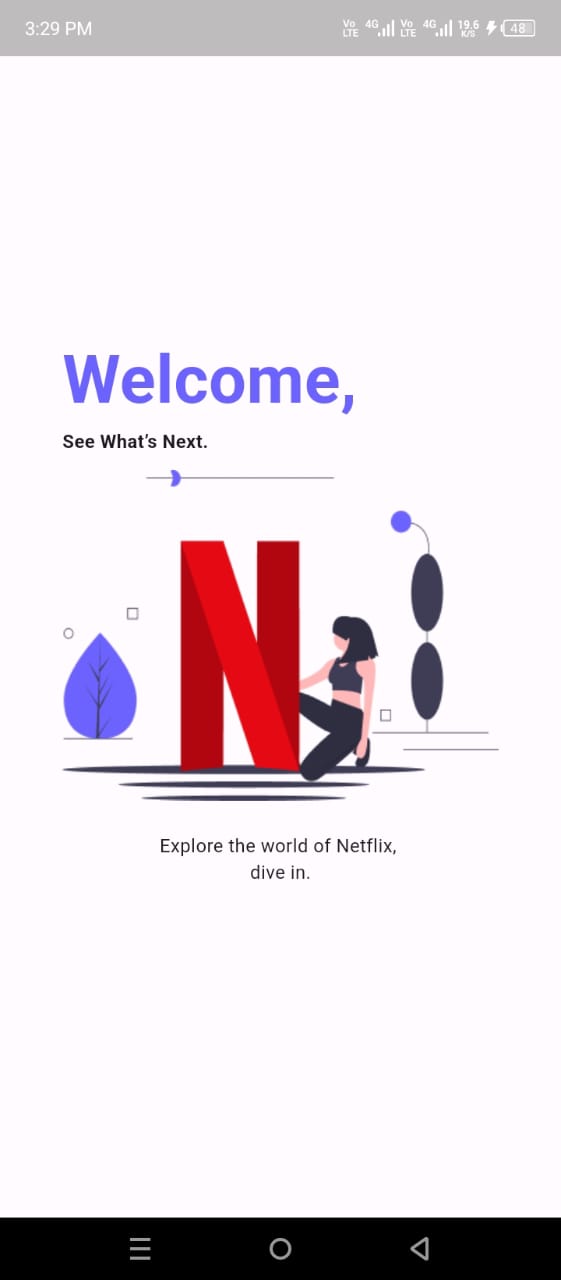 3:29 PM
Vo LTE 4G Vo LTE 4G 19.6 K/S 48
Welcome,
See What’s Next.
N
Explore the world of Netflix,
dive in.